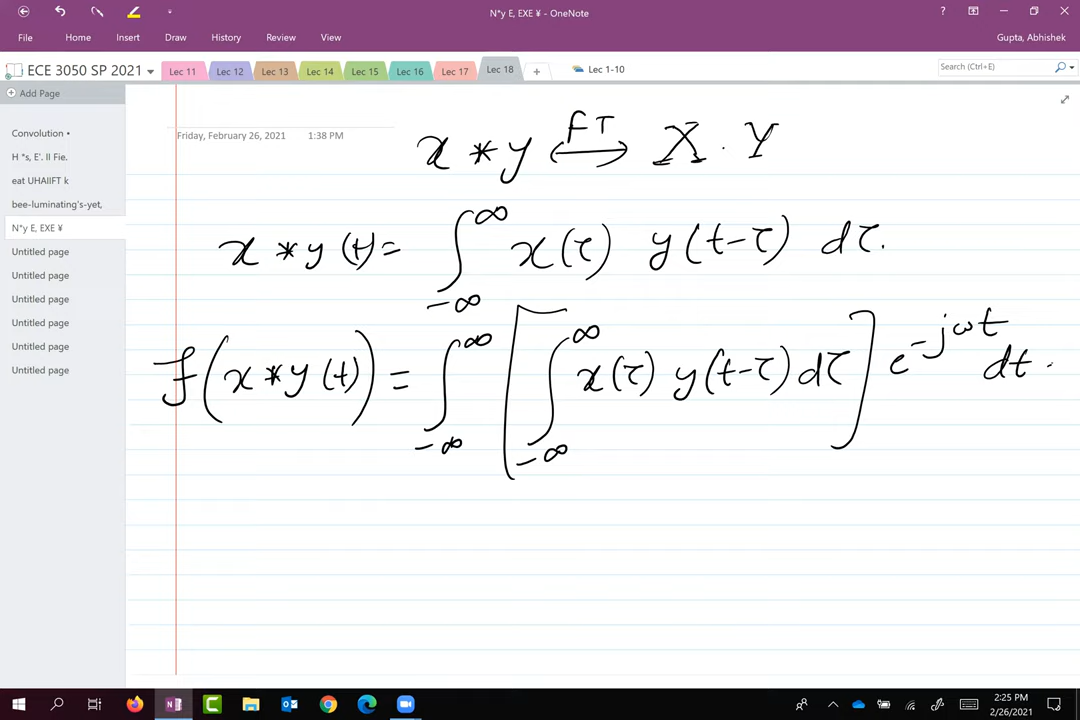 N*y E, EXE ¥ - OneNote
? Gupta, Abhishek
File Home Insert Draw History Review View
ECE 3050 SP 2021 Lec 11 Lec 12 Lec 13 Lec 14 Lec 15 Lec 16 Lec 17 Lec 18 + Lec 1-10 Search (Ctrl+E)
Add Page
Convolution •
H *s, E'. II Fie.
eat UHAIIFT k
bee-luminating's-yet,
N*y E, EXE ¥
Untitled page
Untitled page
Untitled page
Untitled page
Untitled page
Untitled page
Friday, February 26, 2021 1:38 PM
x * y ⟷^{FT} X · Y
x * y (t) = ∫_{-∞}^{∞} x(τ) y(t-τ) dτ.
F(x * y (t)) = ∫_{-∞}^{∞} [∫_{-∞}^{∞} x(τ) y(t-τ) dτ] e^{-jωt} dt.
2:25 PM
2/26/2021